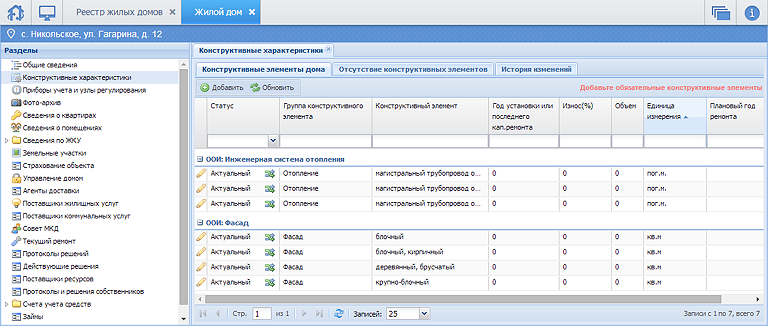 Реестр жилых домов
Жилой дом
с. Никольское, ул. Гагарина, д. 12
Разделы
Общие сведения
Конструктивные характеристики
Приборы учета и узлы регулирования
Фото-архив
Сведения о квартирах
Сведения о помещениях
Сведения по ЖКУ
Земельные участки
Страхование объекта
Управление домом
Агенты доставки
Поставщики жилищных услуг
Поставщики коммунальных услуг
Совет МКД
Текущий ремонт
Протоколы решений
Действующие решения
Поставщики ресурсов
Протоколы и решения собственников
Счета учета средств
Займы
Конструктивные характеристики
Конструктивные элементы дома
Отсутствие конструктивных элементов
История изменений
Добавить
Обновить
Добавьте обязательные конструктивные элементы
Статус
Группа конструктивного элемента
Конструктивный элемент
Год установки или последнего кап.ремонта
Износ(%)
Объем
Единица измерения
Плановый год ремонта
ООИ: Инженерная система отопления
Актуальный Отопление магистральный трубопровод о... 0 0 0 пог.м.
Актуальный Отопление магистральный трубопровод о... 0 0 0 пог.м.
Актуальный Отопление магистральный трубопровод о... 0 0 0 пог.м.
ООИ: Фасад
Актуальный Фасад блочный 0 0 0 кв.м
Актуальный Фасад блочный, кирпичный 0 0 0 кв.м
Актуальный Фасад деревянный, брусчатый 0 0 0 кв.м
Актуальный Фасад крупно-блочный 0 0 0 кв.м
Стр. 1 из 1 Записей: 25
Записи с 1 по 7, всего 7